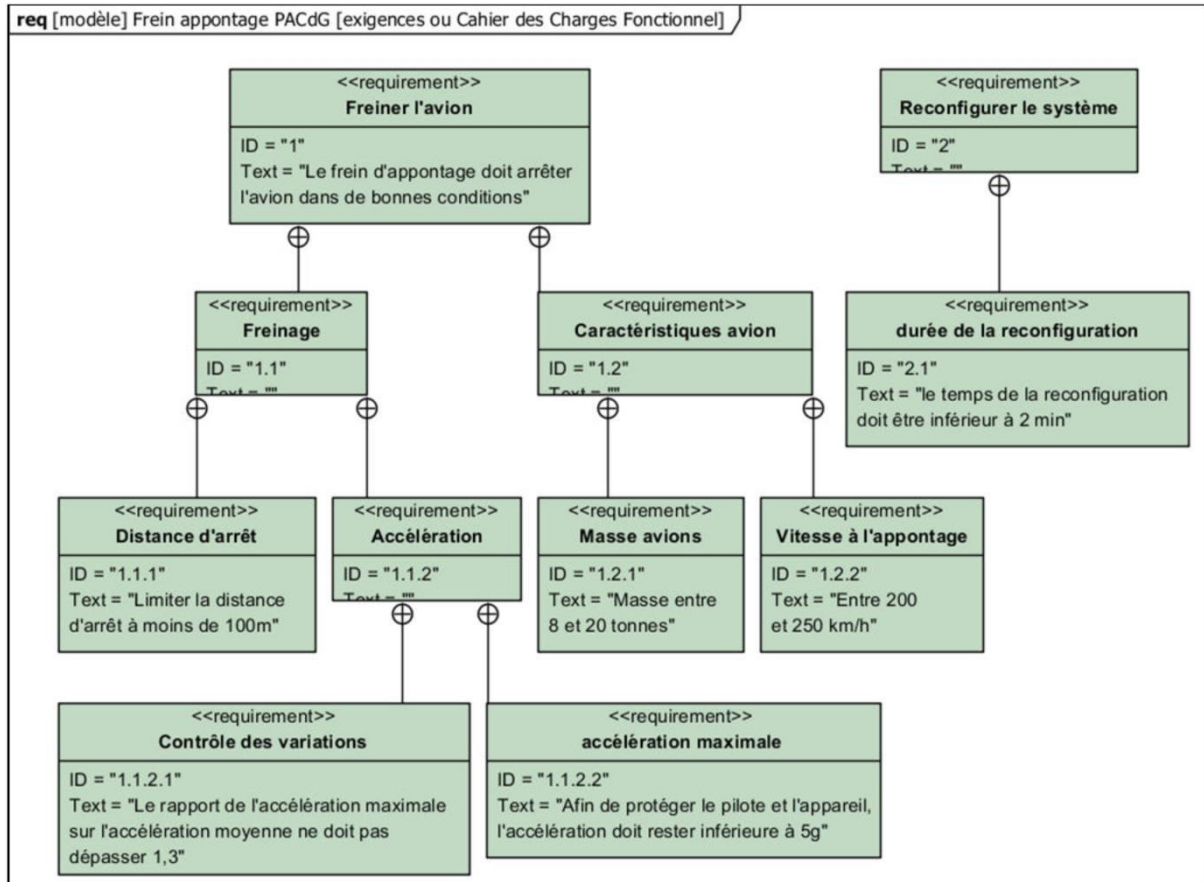 req [modèle] Frein appontage PACdG [exigences ou Cahier des Charges Fonctionnel]
<<requirement>>
Freiner l'avion
ID = "1"
Text = "Le frein d'appontage doit arrêter
l'avion dans de bonnes conditions"
<<requirement>>
Reconfigurer le système
ID = "2"
Text = ""
<<requirement>>
Freinage
ID = "1.1"
Text = ""
<<requirement>>
Caractéristiques avion
ID = "1.2"
Text = ""
<<requirement>>
durée de la reconfiguration
ID = "2.1"
Text = "le temps de la reconfiguration
doit être inférieur à 2 min"
<<requirement>>
Distance d'arrêt
ID = "1.1.1"
Text = "Limiter la distance
d'arrêt à moins de 100m"
<<requirement>>
Accélération
ID = "1.1.2"
Text = ""
<<requirement>>
Masse avions
ID = "1.2.1"
Text = "Masse entre
8 et 20 tonnes"
<<requirement>>
Vitesse à l'appontage
ID = "1.2.2"
Text = "Entre 200
et 250 km/h"
<<requirement>>
Contrôle des variations
ID = "1.1.2.1"
Text = "Le rapport de l'accélération maximale
sur l'accélération moyenne ne doit pas
dépasser 1,3"
<<requirement>>
accélération maximale
ID = "1.1.2.2"
Text = "Afin de protéger le pilote et l'appareil,
l'accélération doit rester inférieure à 5g"